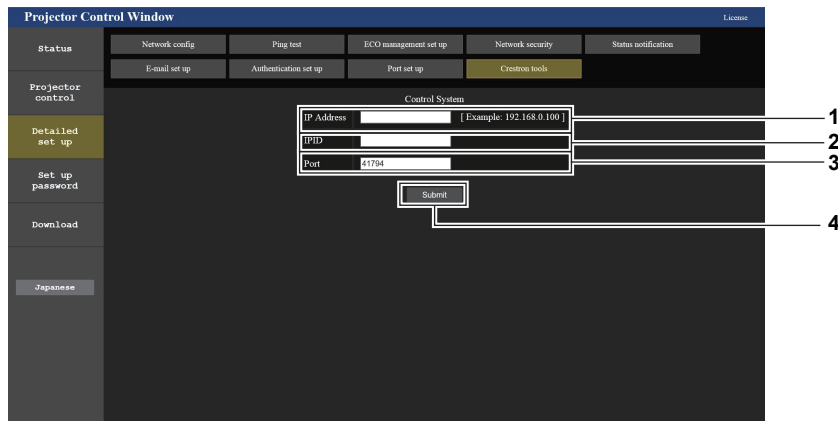 Projector Control Window
License
Status
Network config
Ping test
ECO management set up
Network security
Status notification
E-mail set up
Authentication set up
Port set up
Crestron tools
Projector
control
Detailed
set up
Set up
password
Download
Japanese
Control System
IP Address [ Example: 192.168.0.100 ]
IPID
Port 41794
Submit
1
2
3
4